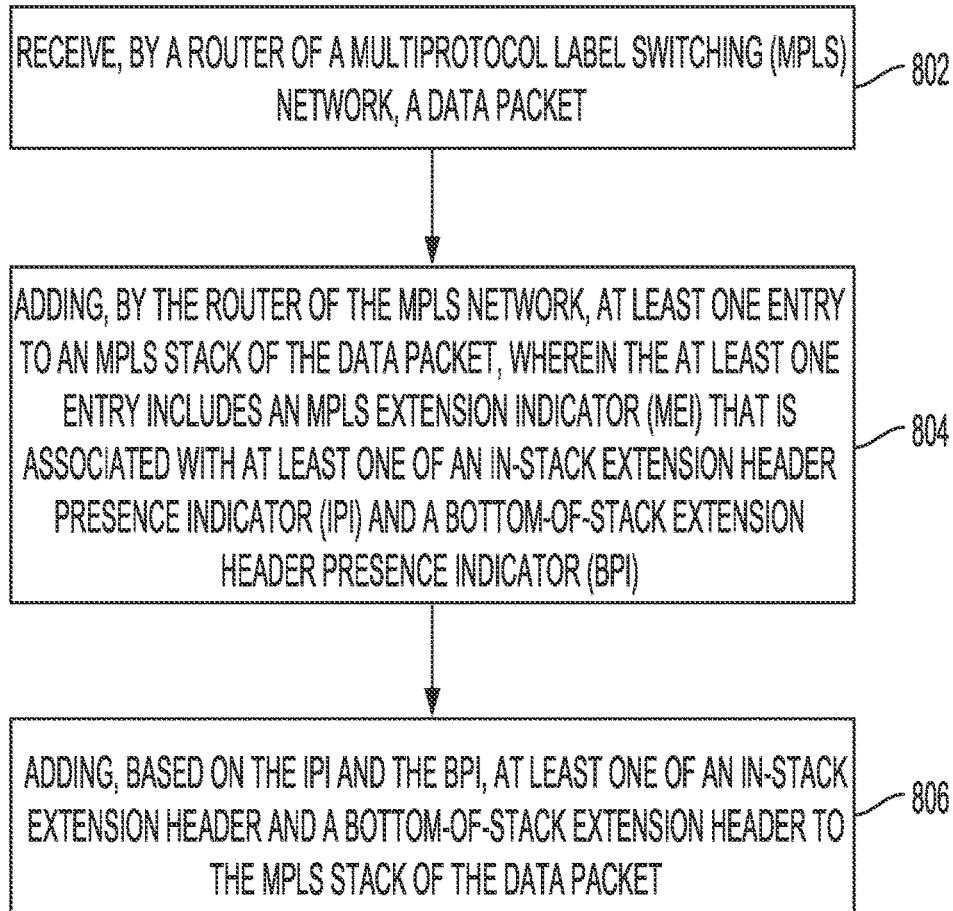 RECEIVE, BY A ROUTER OF A MULTIPROTOCOL LABEL SWITCHING (MPLS)
NETWORK, A DATA PACKET
802
ADDING, BY THE ROUTER OF THE MPLS NETWORK, AT LEAST ONE ENTRY
TO AN MPLS STACK OF THE DATA PACKET, WHEREIN THE AT LEAST ONE
ENTRY INCLUDES AN MPLS EXTENSION INDICATOR (MEI) THAT IS
ASSOCIATED WITH AT LEAST ONE OF AN IN-STACK EXTENSION HEADER
PRESENCE INDICATOR (IPI) AND A BOTTOM-OF-STACK EXTENSION
HEADER PRESENCE INDICATOR (BPI)
804
ADDING, BASED ON THE IPI AND THE BPI, AT LEAST ONE OF AN IN-STACK
EXTENSION HEADER AND A BOTTOM-OF-STACK EXTENSION HEADER TO
THE MPLS STACK OF THE DATA PACKET
806